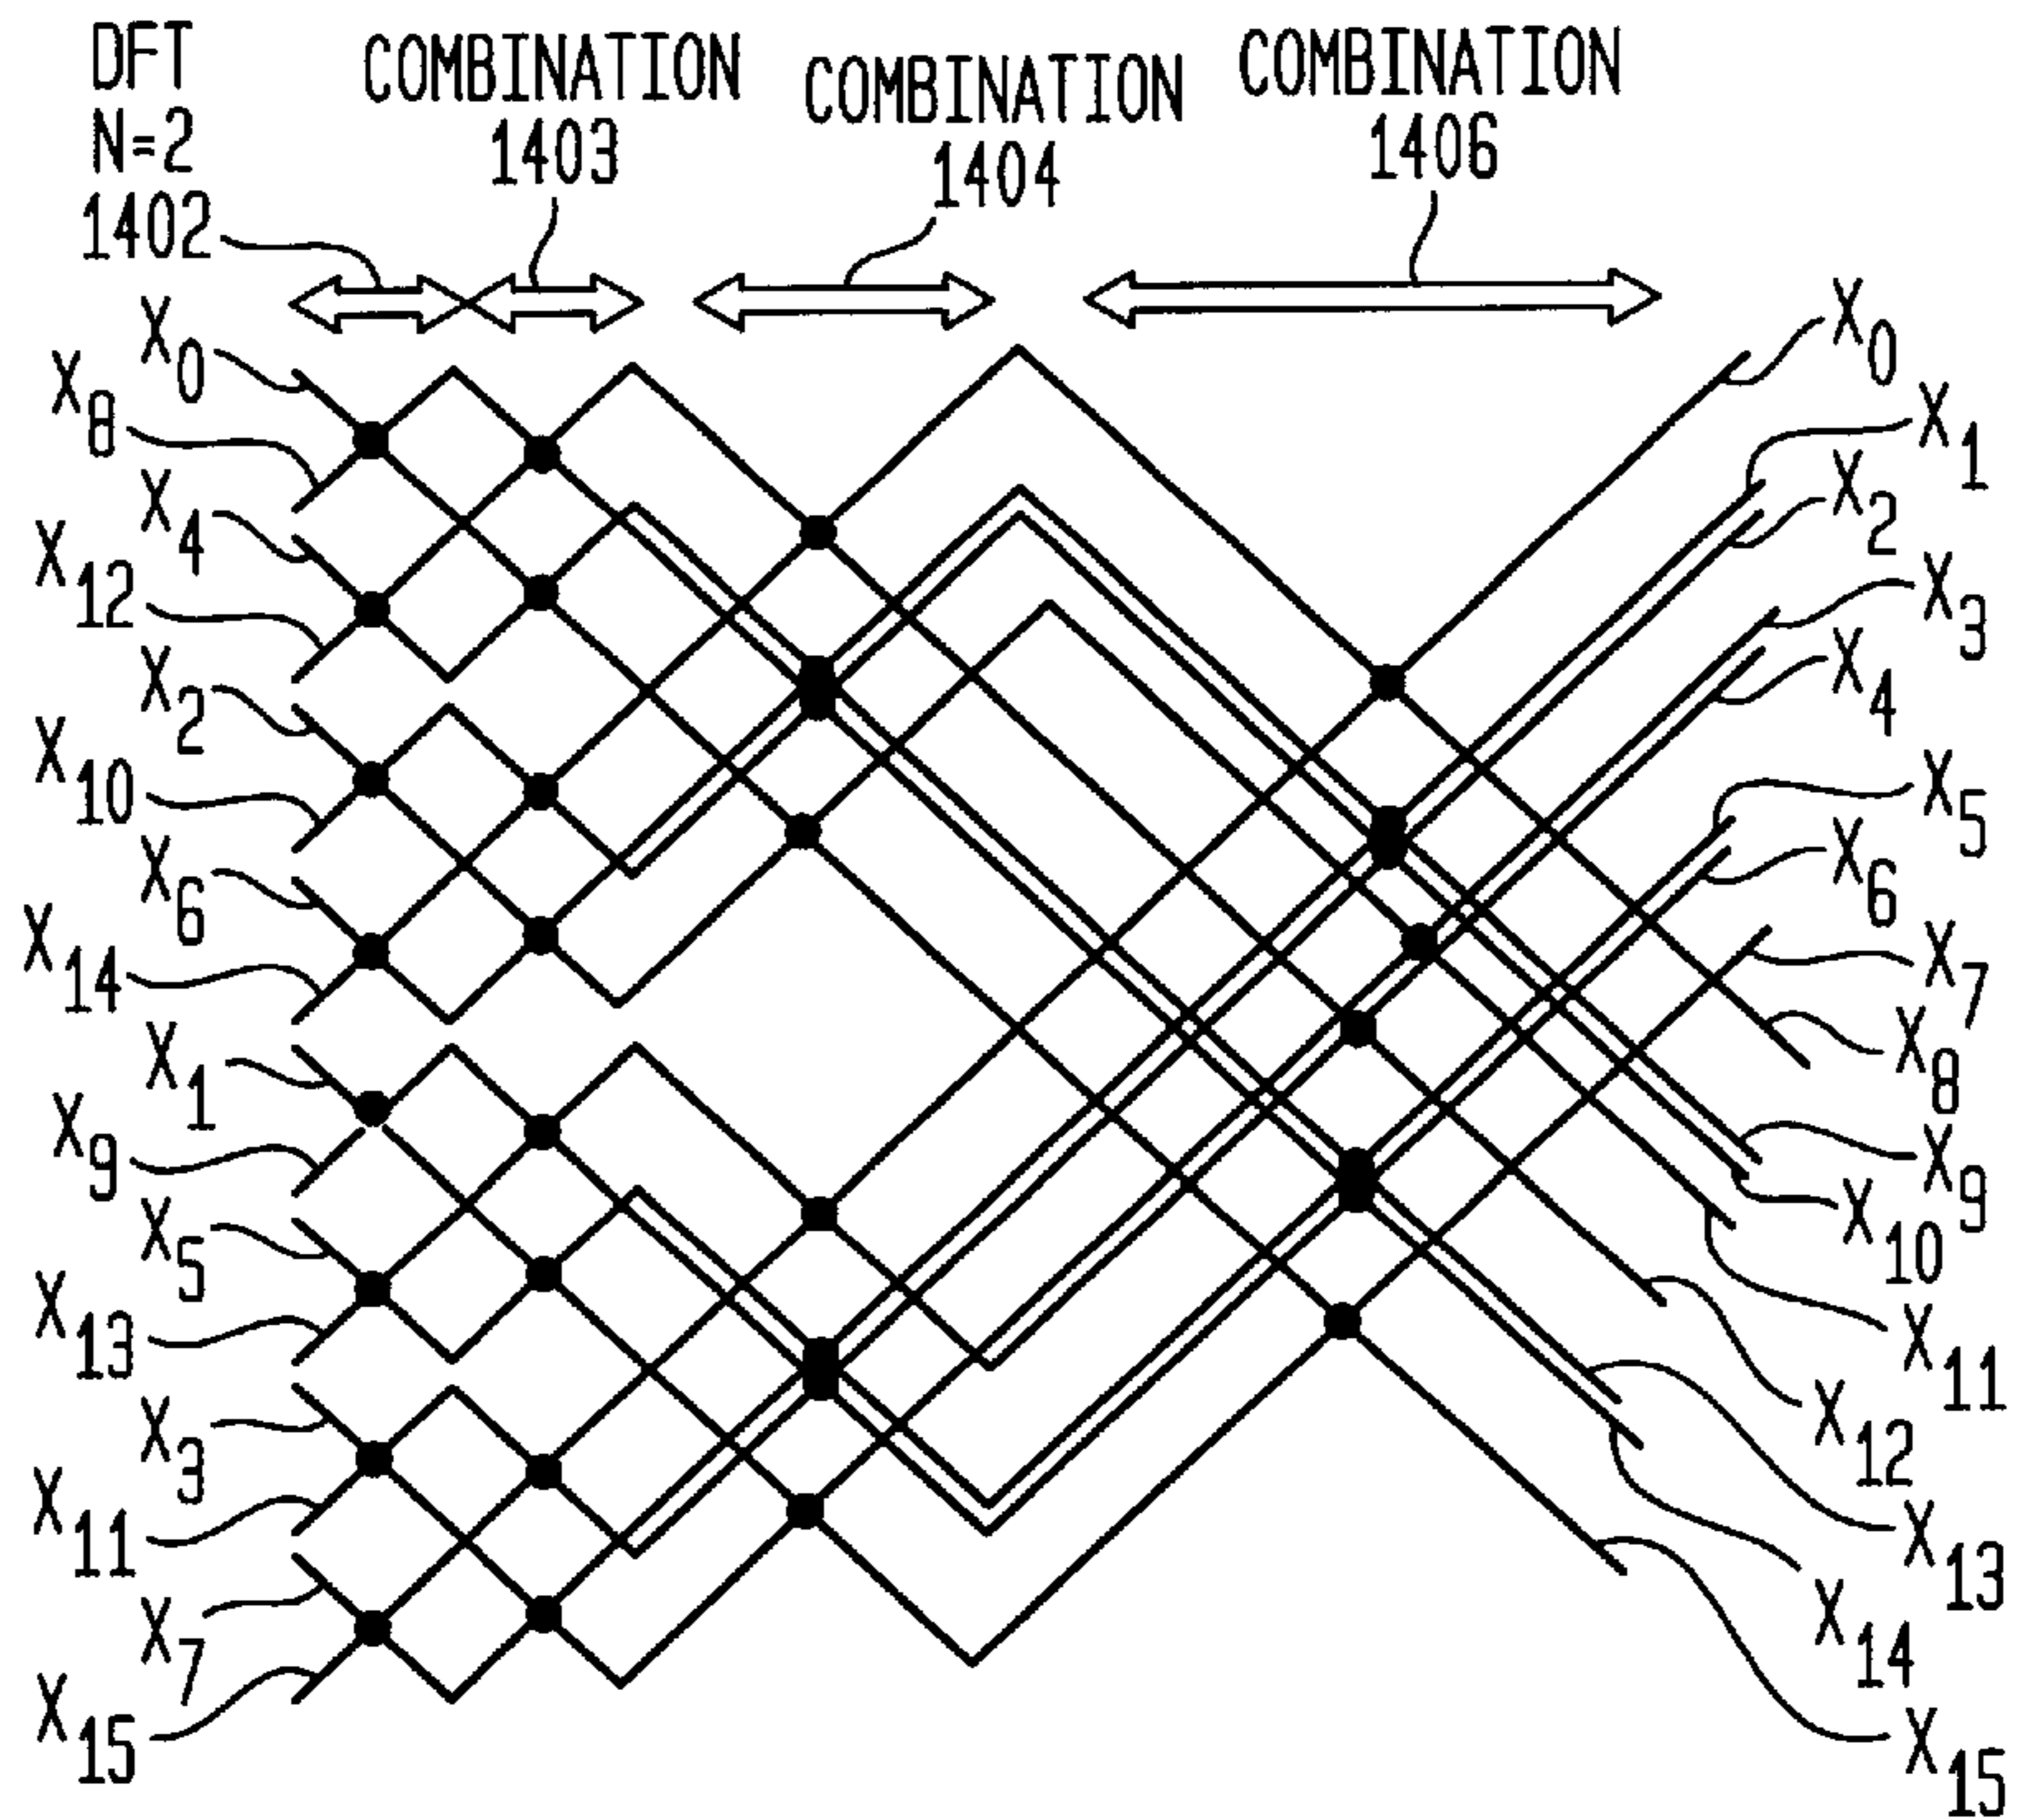 DFT
N=2
1402
COMBINATION
1403
COMBINATION
1404
COMBINATION
1406
X0
X8
X4
X12
X2
X10
X6
X14
X1
X9
X5
X13
X3
X11
X7
X15
X0
X1
X2
X3
X4
X5
X6
X7
X8
X9
X10
X11
X12
X13
X14
X15